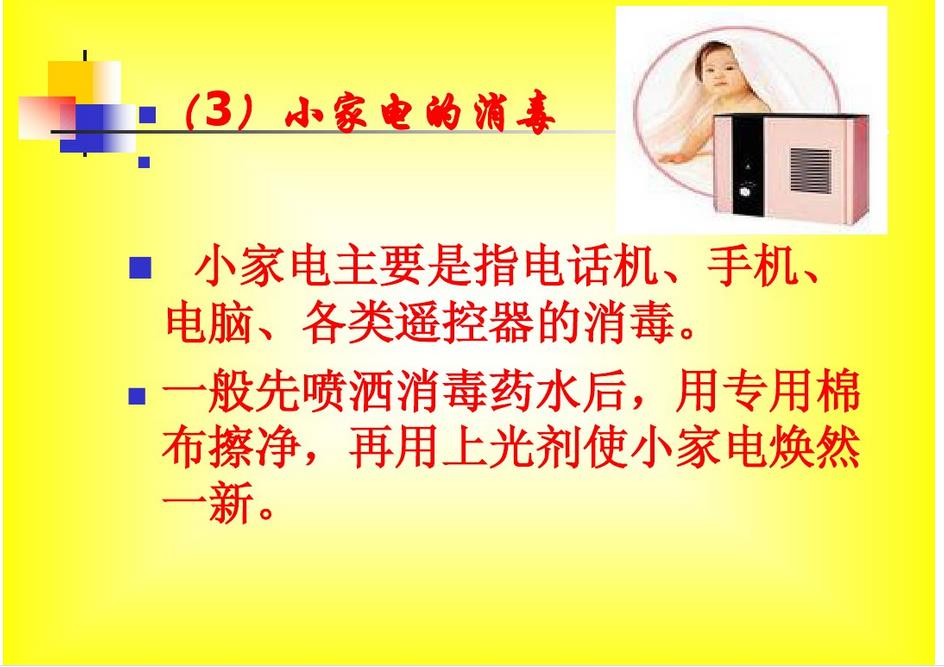 （3）小家电的消毒
小家电主要是指电话机、手机、
电脑、各类遥控器的消毒。
一般先喷洒消毒药水后，用专用棉
布擦净，再用上光剂使小家电焕然
一新。